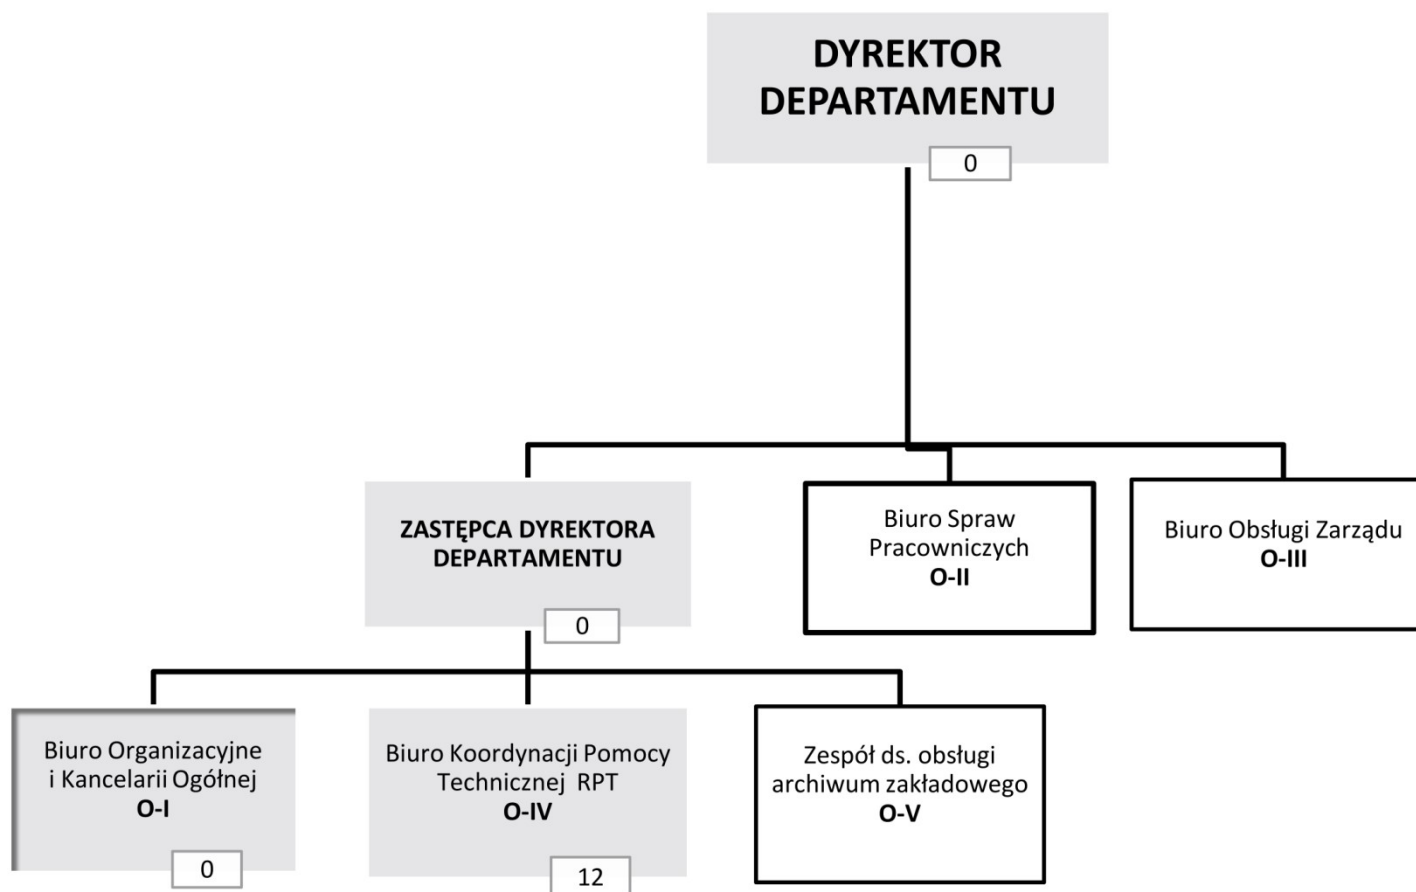 DYREKTOR
DEPARTAMENTU
0
ZASTĘPCA DYREKTORA
DEPARTAMENTU
0
Biuro Spraw
Pracowniczych
O-II
Biuro Obsługi Zarządu
O-III
Biuro Organizacyjne
i Kancelarii Ogólnej
O-I
0
Biuro Koordynacji Pomocy
Technicznej RPT
O-IV
12
Zespół ds. obsługi
archiwum zakładowego
O-V